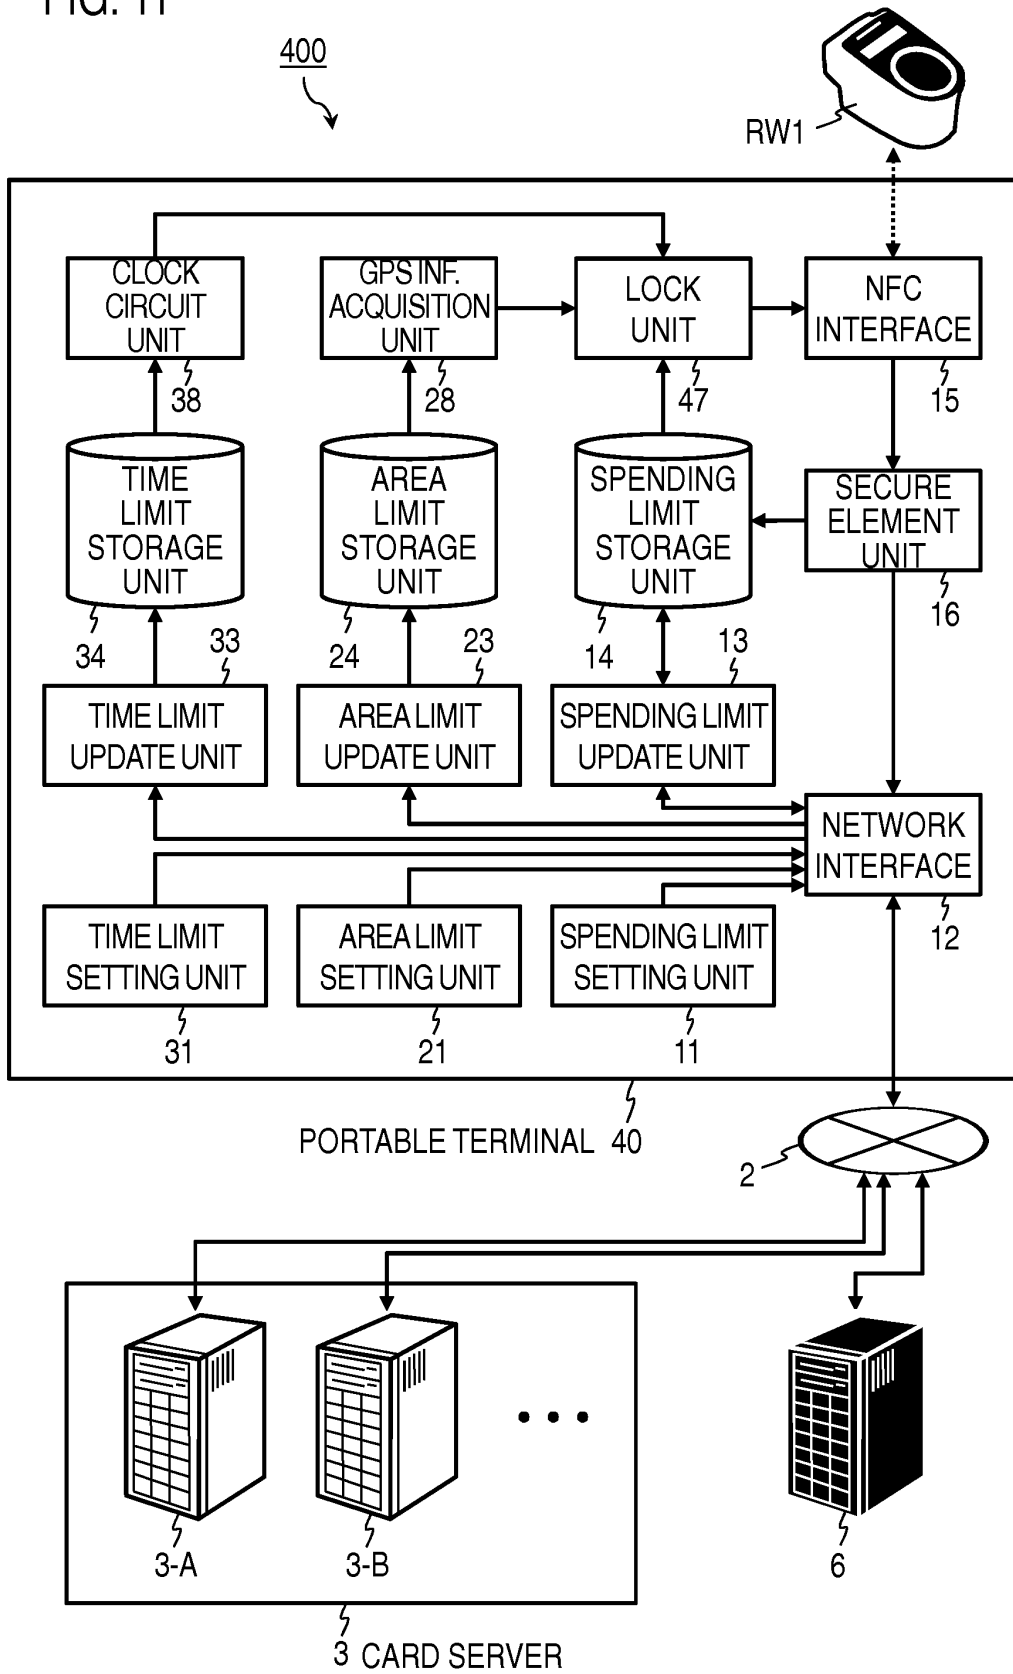 FIG. 11
400
RW1
CLOCK
CIRCUIT
UNIT
38
GPS INF.
ACQUISITION
UNIT
28
LOCK
UNIT
47
NFC
INTERFACE
15
TIME
LIMIT
STORAGE
UNIT
34
AREA
LIMIT
STORAGE
UNIT
24
SPENDING
LIMIT
STORAGE
UNIT
14
SECURE
ELEMENT
UNIT
16
33
TIME LIMIT
UPDATE UNIT
23
AREA LIMIT
UPDATE UNIT
13
SPENDING LIMIT
UPDATE UNIT
NETWORK
INTERFACE
12
TIME LIMIT
SETTING UNIT
31
AREA LIMIT
SETTING UNIT
21
SPENDING LIMIT
SETTING UNIT
11
PORTABLE TERMINAL 40
2
3-A
3-B
6
3 CARD SERVER